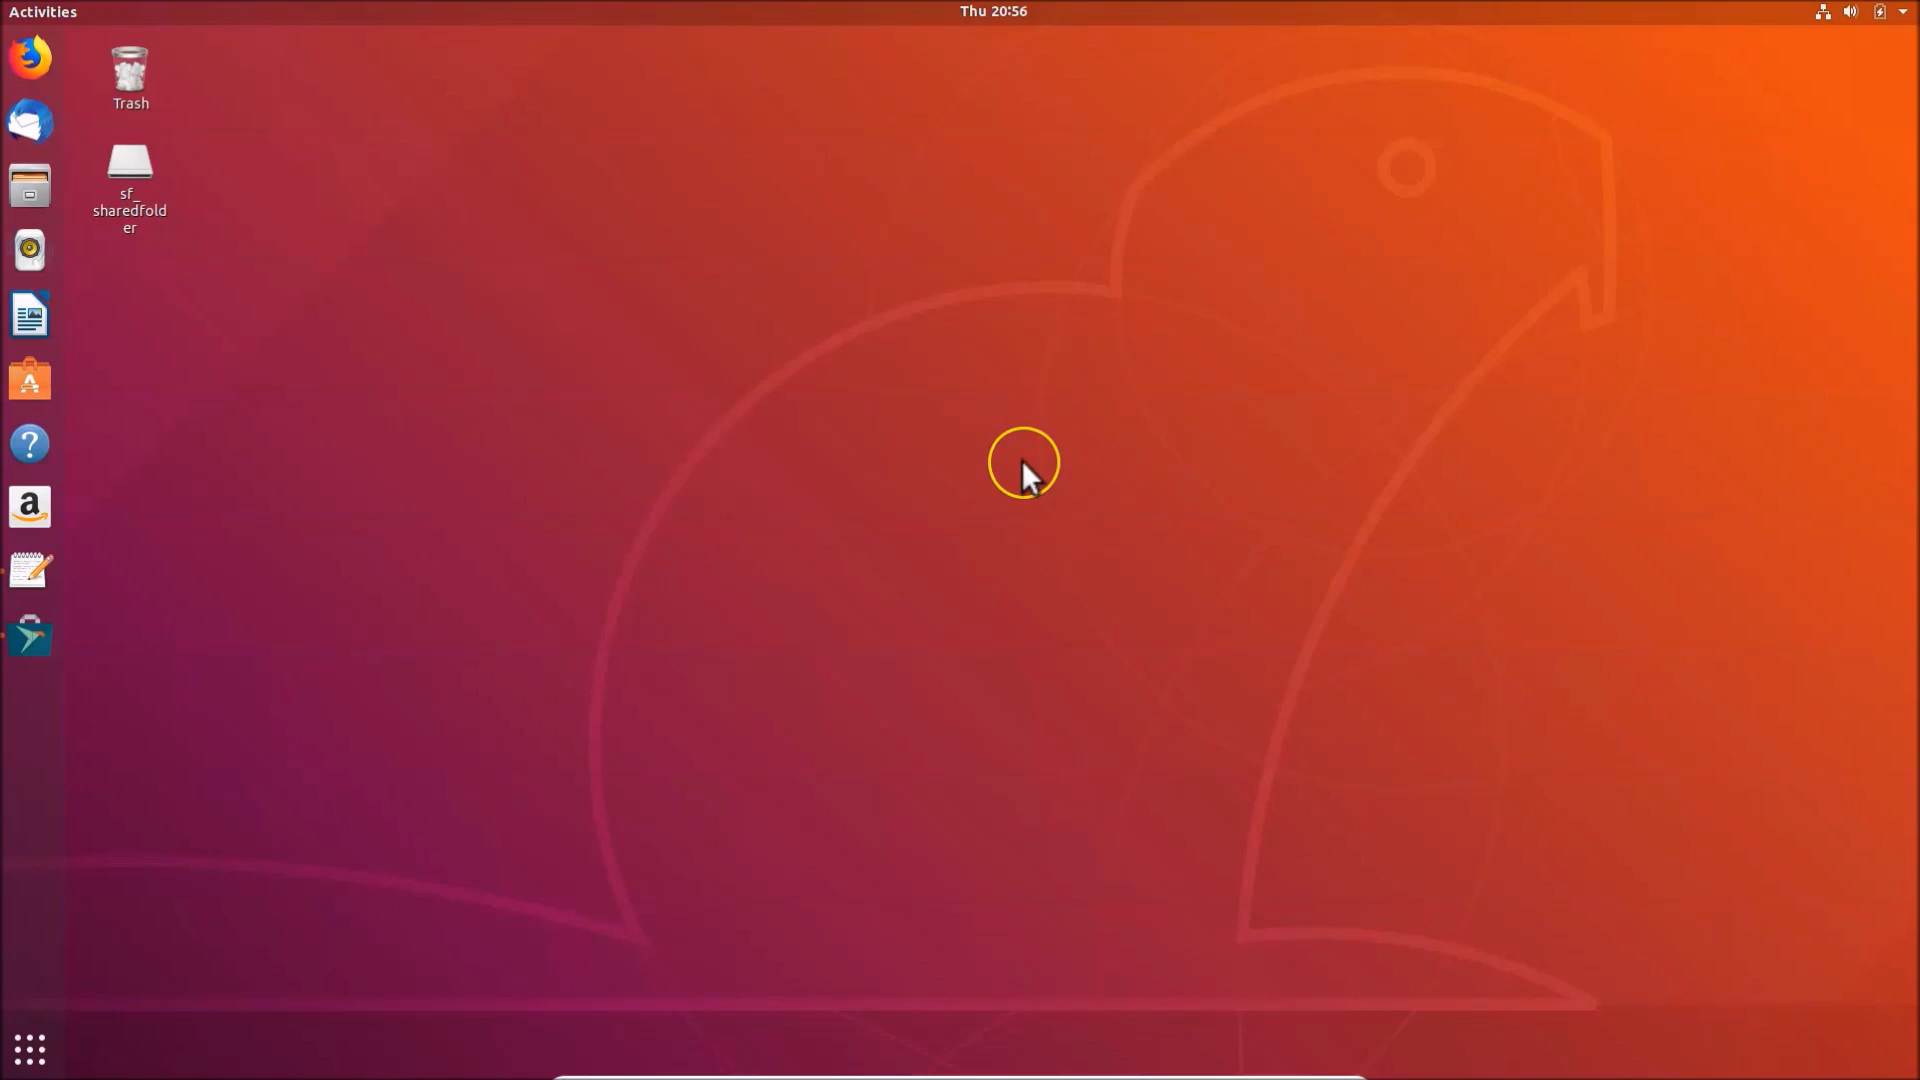 Activities
Thu 20:56
Trash
sf_
sharedfold
er